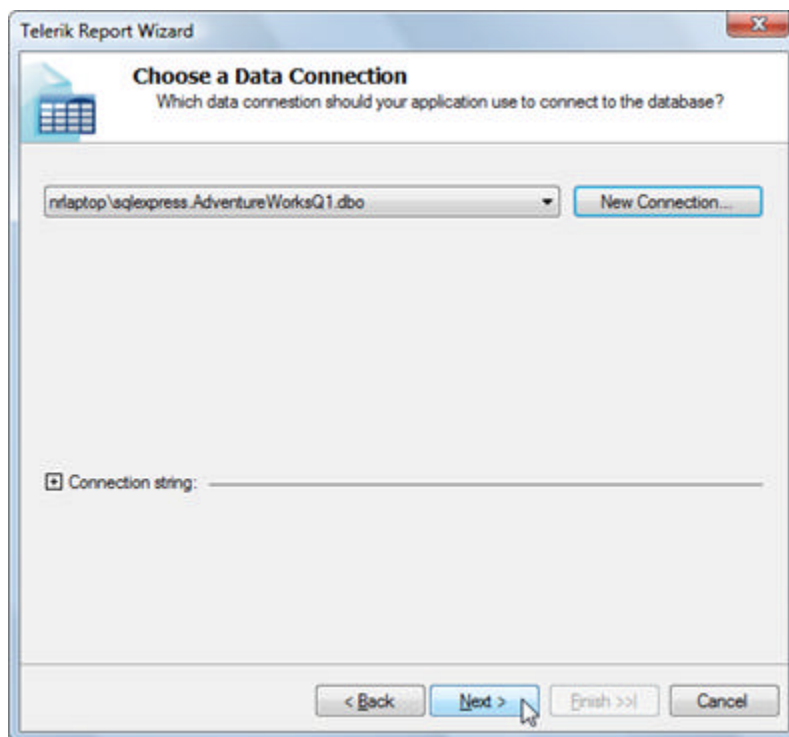 Telerik Report Wizard
Choose a Data Connection
Which data connestion should your application use to connect to the database?
nrlaptop\sqlexpress.AdventureWorksQ1.dbo
New Connection...
Connection string:
< Back
Next >
Finish >>|
Cancel